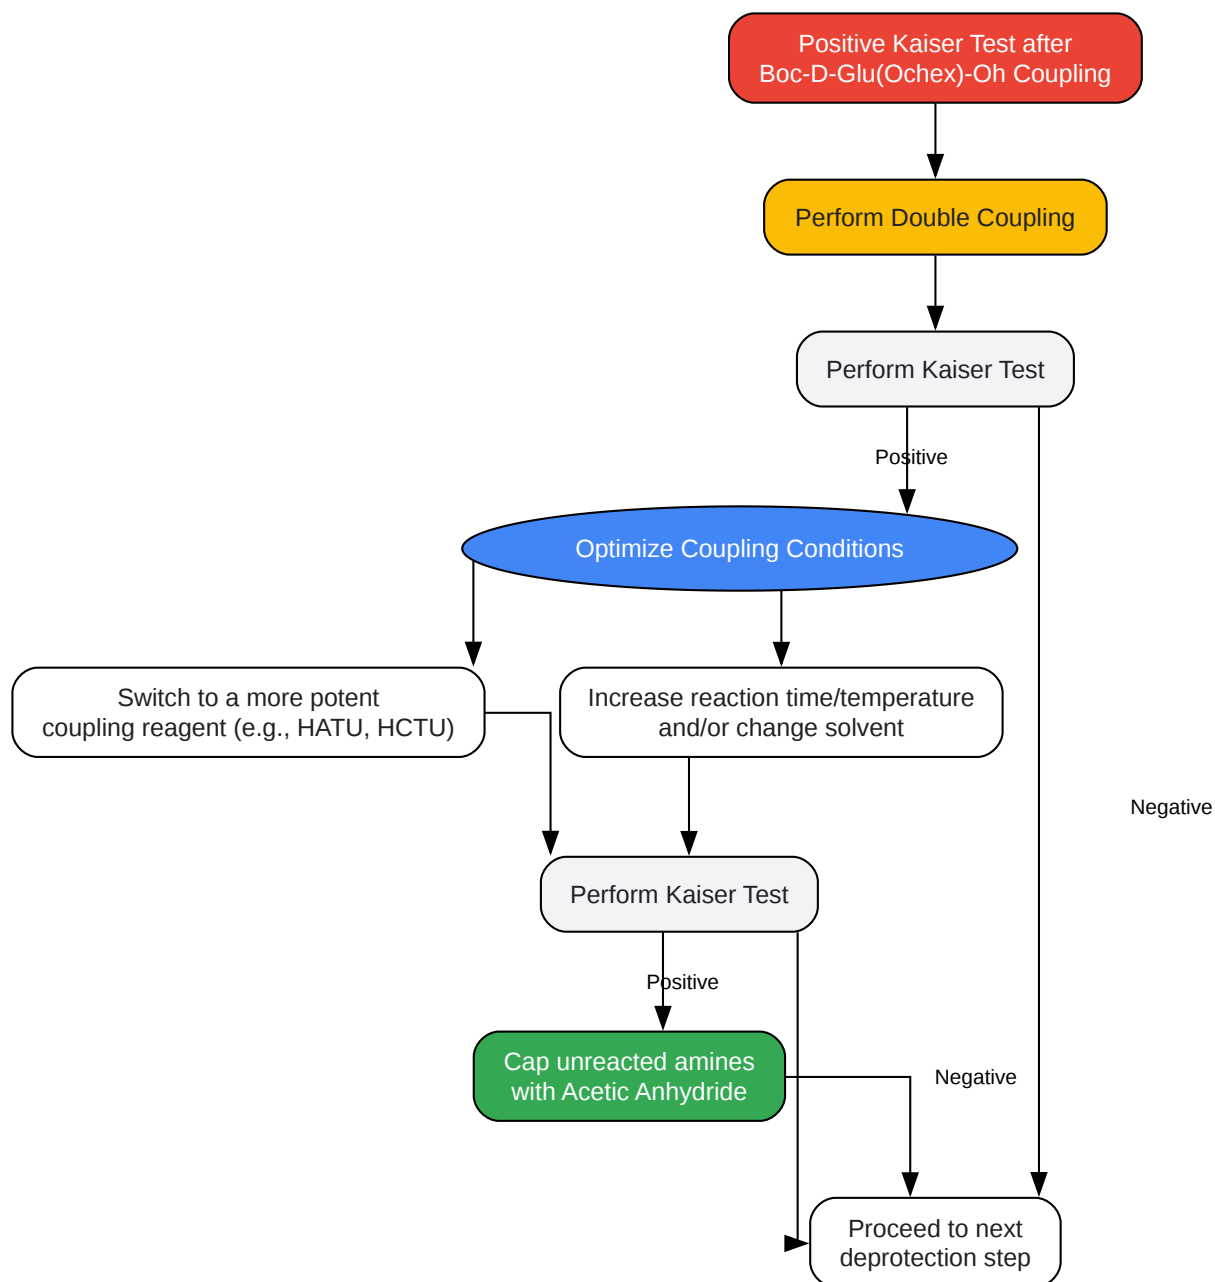 Positive Kaiser Test after
Boc-D-Glu(Ochex)-Oh Coupling
Perform Double Coupling
Perform Kaiser Test
Positive
Optimize Coupling Conditions
Switch to a more potent
coupling reagent (e.g., HATU, HCTU)
Increase reaction time/temperature
and/or change solvent
Negative
Perform Kaiser Test
Positive
Cap unreacted amines
with Acetic Anhydride
Negative
Proceed to next
deprotection step